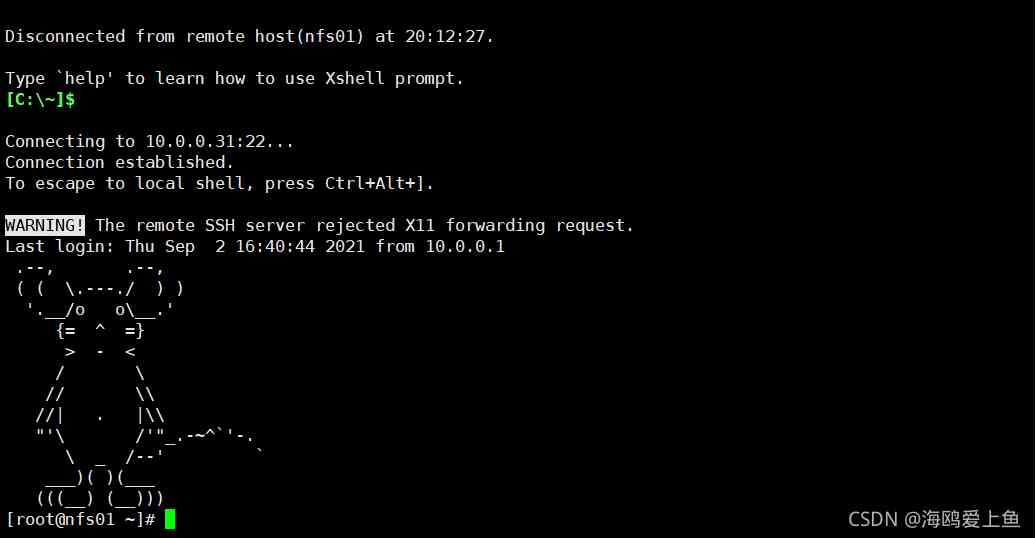 Disconnected from remote host(nfs01) at 20:12:27.
Type `help' to learn how to use Xshell prompt.
[C:\~]$
Connecting to 10.0.0.31:22...
Connection established.
To escape to local shell, press Ctrl+Alt+].
WARNING! The remote SSH server rejected X11 forwarding request.
Last login: Thu Sep  2 16:40:44 2021 from 10.0.0.1
 .--,       .--,
 ( (  \.---./  ) )
  '.__/o   o\__.'
     {=  ^  =}
      >  -  <
     /       \
    //       \\
   //|   .   |\\
   "'\       /'"_.-~^`'-.
      \  _  /--'         `
    ___)( )(___
   (((__) (__)))
[root@nfs01 ~]#
CSDN @海鸥爱上鱼